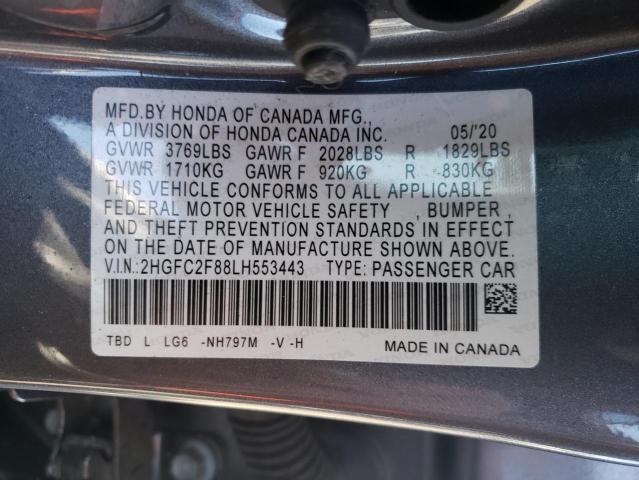 MFD.BY HONDA OF CANADA MFG.,
A DIVISION OF HONDA CANADA INC. 05/'20
GVWR 3769LBS GAWR F 2028LBS R 1829LBS
GVWR 1710KG GAWR F 920KG R 830KG
THIS VEHICLE CONFORMS TO ALL APPLICABLE
FEDERAL MOTOR VEHICLE SAFETY , BUMPER ,
AND THEFT PREVENTION STANDARDS IN EFFECT
ON THE DATE OF MANUFACTURE SHOWN ABOVE.
V.I.N.:2HGFC2F88LH553443 TYPE: PASSENGER CAR
TBD L LG6 -NH797M -V -H MADE IN CANADA